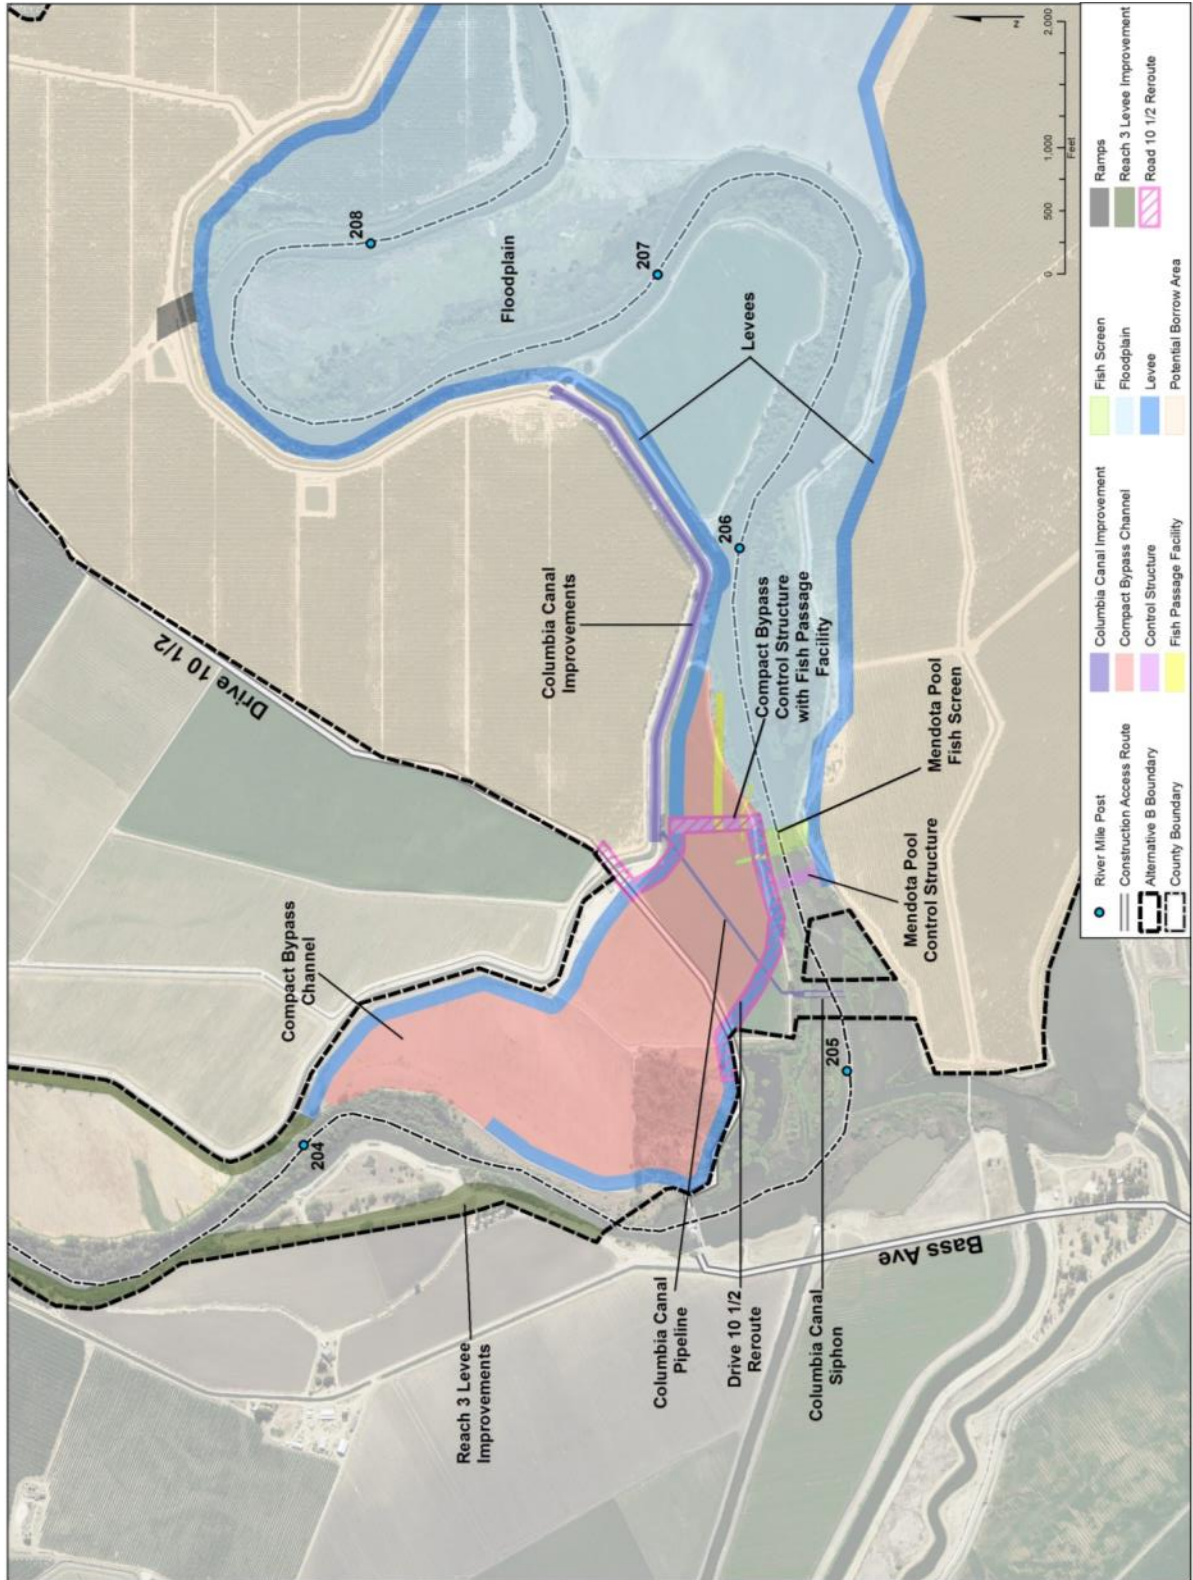 Drive 10 1/2
208
Floodplain
207
Levees
206
Columbia Canal
Improvements
Compact Bypass
Control Structure
with Fish Passage
Facility
Mendota Pool
Fish Screen
Mendota Pool
Control Structure
Compact Bypass
Channel
204
205
Reach 3 Levee
Improvements
Columbia Canal
Pipeline
Drive 10 1/2
Reroute
Columbia Canal
Siphon
Bass Ave
River Mile Post
Construction Access Route
Alternative B Boundary
County Boundary
Columbia Canal Improvement
Compact Bypass Channel
Control Structure
Fish Passage Facility
Fish Screen
Floodplain
Levee
Potential Borrow Area
Ramps
Reach 3 Levee Improvement
Road 10 1/2 Reroute
0 500 1,000 2,000
Feet
N